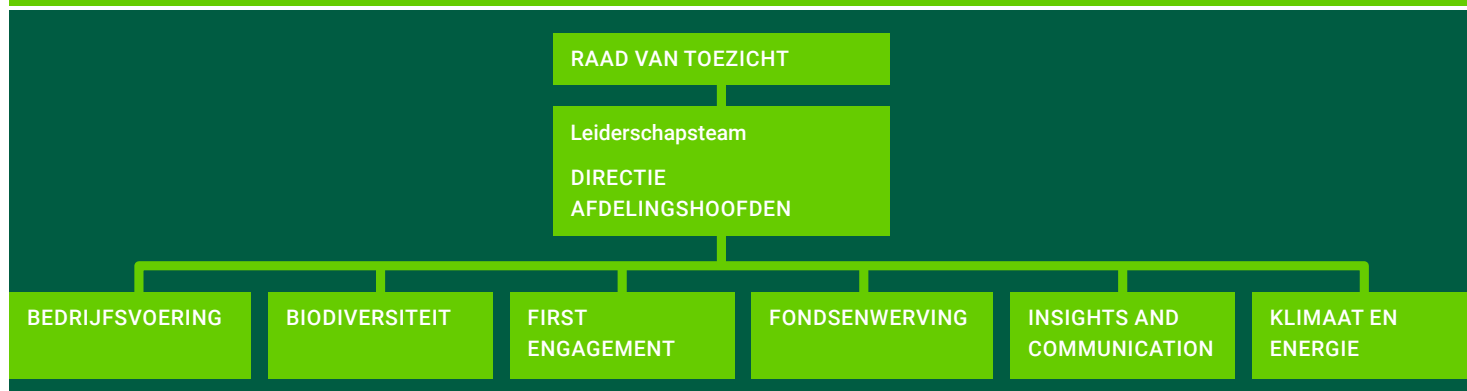 RAAD VAN TOEZICHT
Leiderschapsteam
DIRECTIE
AFDELINGSHOOFDEN
BEDRIJFSVOERING
BIODIVERSITEIT
FIRST
ENGAGEMENT
FONDSENWERVING
INSIGHTS AND
COMMUNICATION
KLIMAAT EN
ENERGIE